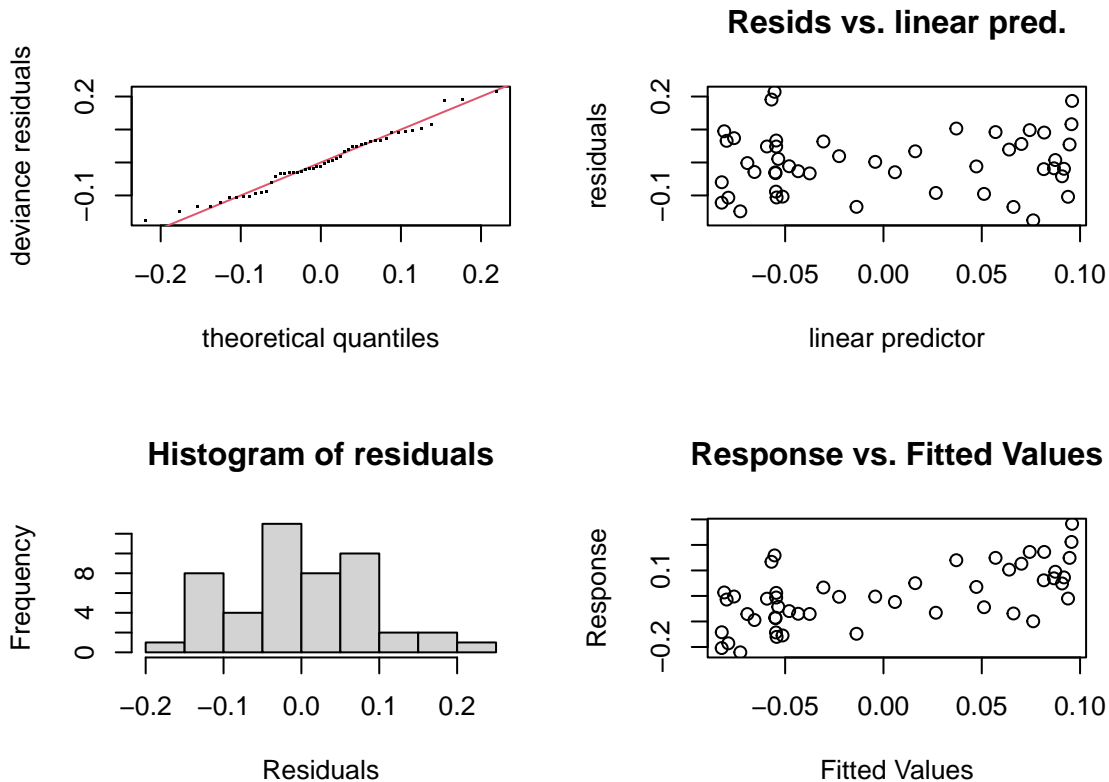 deviance residuals
0.2
−0.1
−0.2 −0.1 0.0 0.1 0.2
theoretical quantiles
Resids vs. linear pred.
residuals
0.2
−0.1
−0.05 0.00 0.05 0.10
linear predictor
Histogram of residuals
Frequency
8
4
0
−0.2 −0.1 0.0 0.1 0.2
Residuals
Response vs. Fitted Values
Response
0.1
−0.2
−0.05 0.00 0.05 0.10
Fitted Values